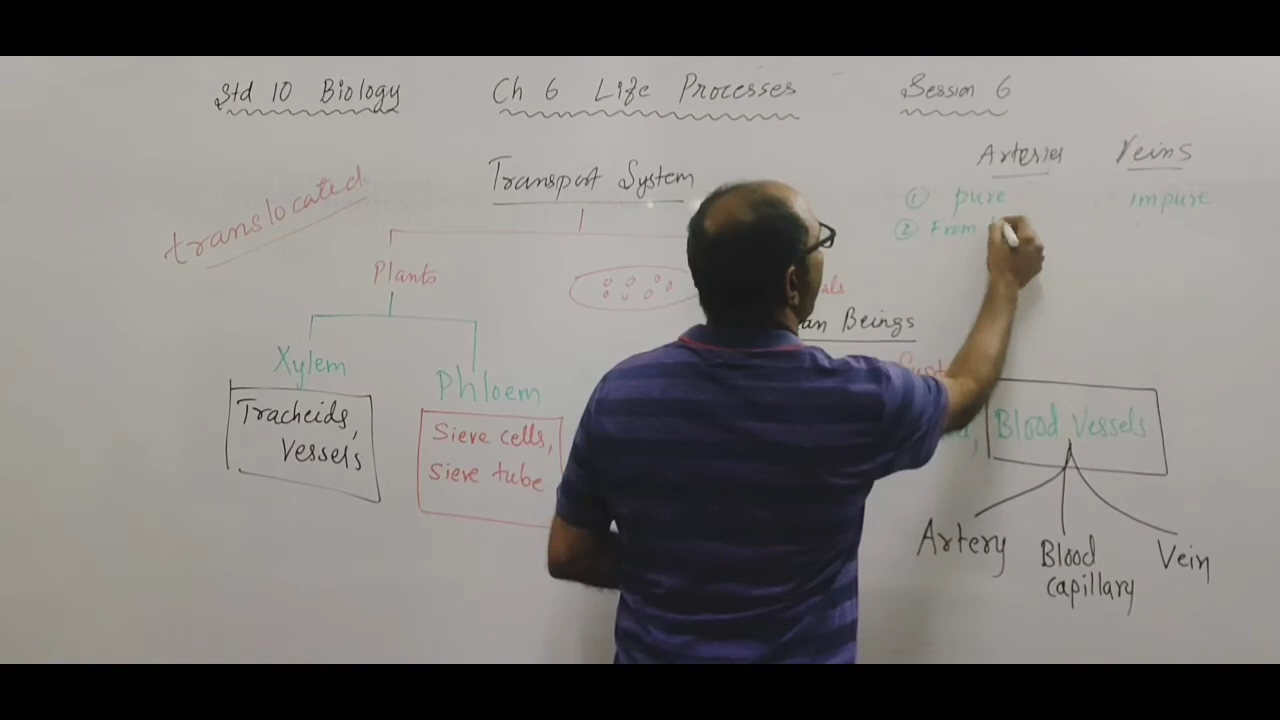 Std 10 Biology
Ch 6 Life Processes
Session 6
Transport System
translocated
Plants
Xylem
Tracheids,
Vessels
Phloem
Sieve cells,
sieve tube
Beings
Blood Vessels
Artery
Blood
capillary
Vein
Arteries Veins
① pure impure
② From